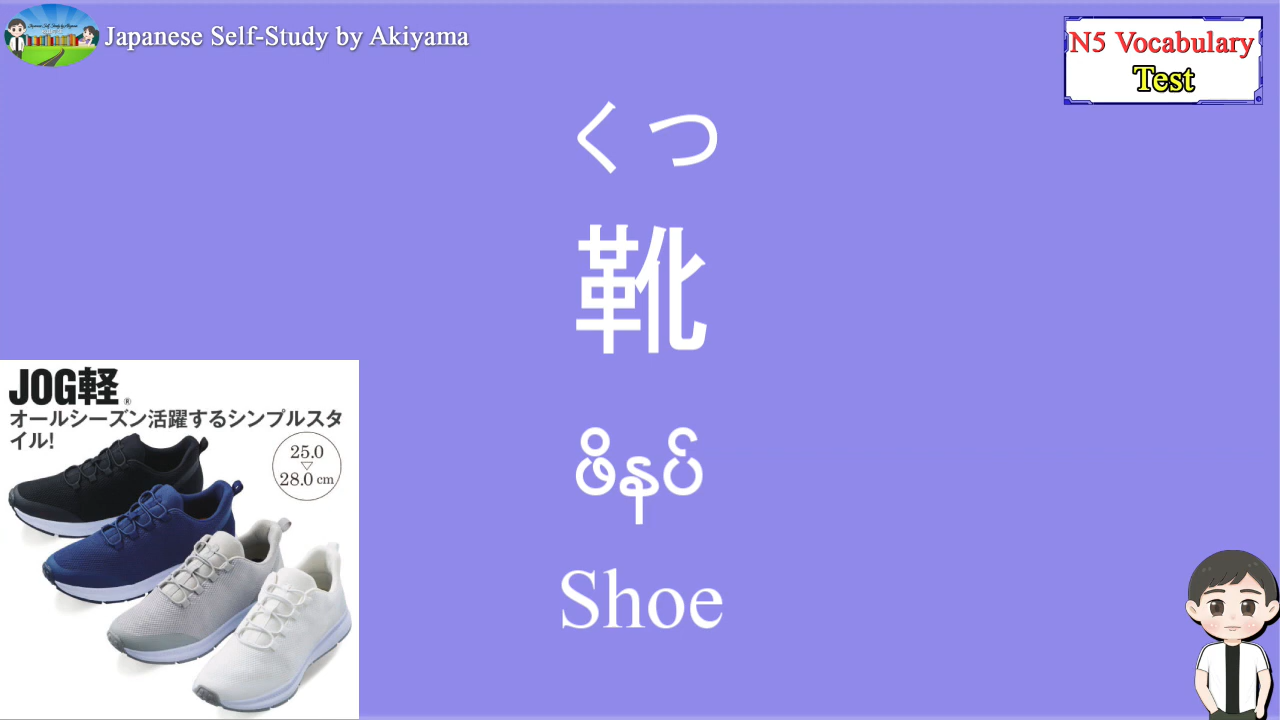 Japanese Self-Study by Akiyama
N5 Vocabulary
Test
くつ
靴
ဖိနပ်
Shoe
JOG軽®
オールシーズン活躍するシンプルスタ
イル!
25.0
▽
28.0 cm